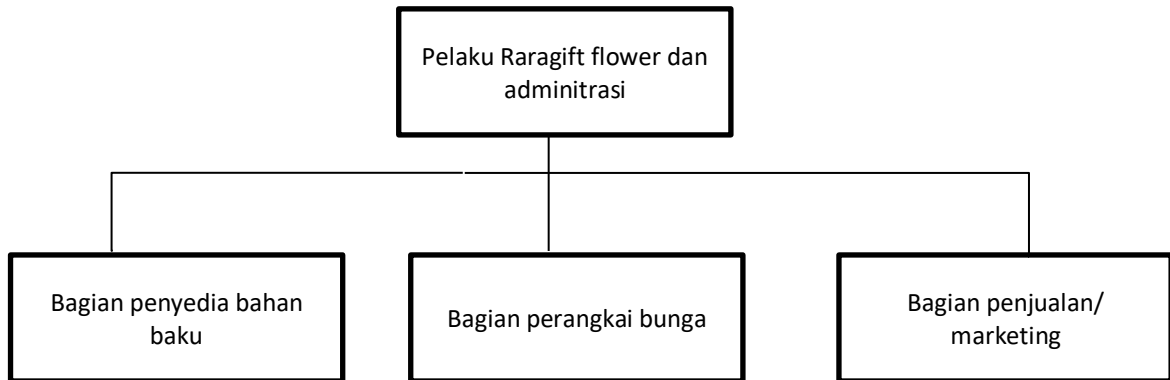 Pelaku Raragift flower dan
adminitrasi
Bagian penyedia bahan
baku
Bagian perangkai bunga
Bagian penjualan/
marketing